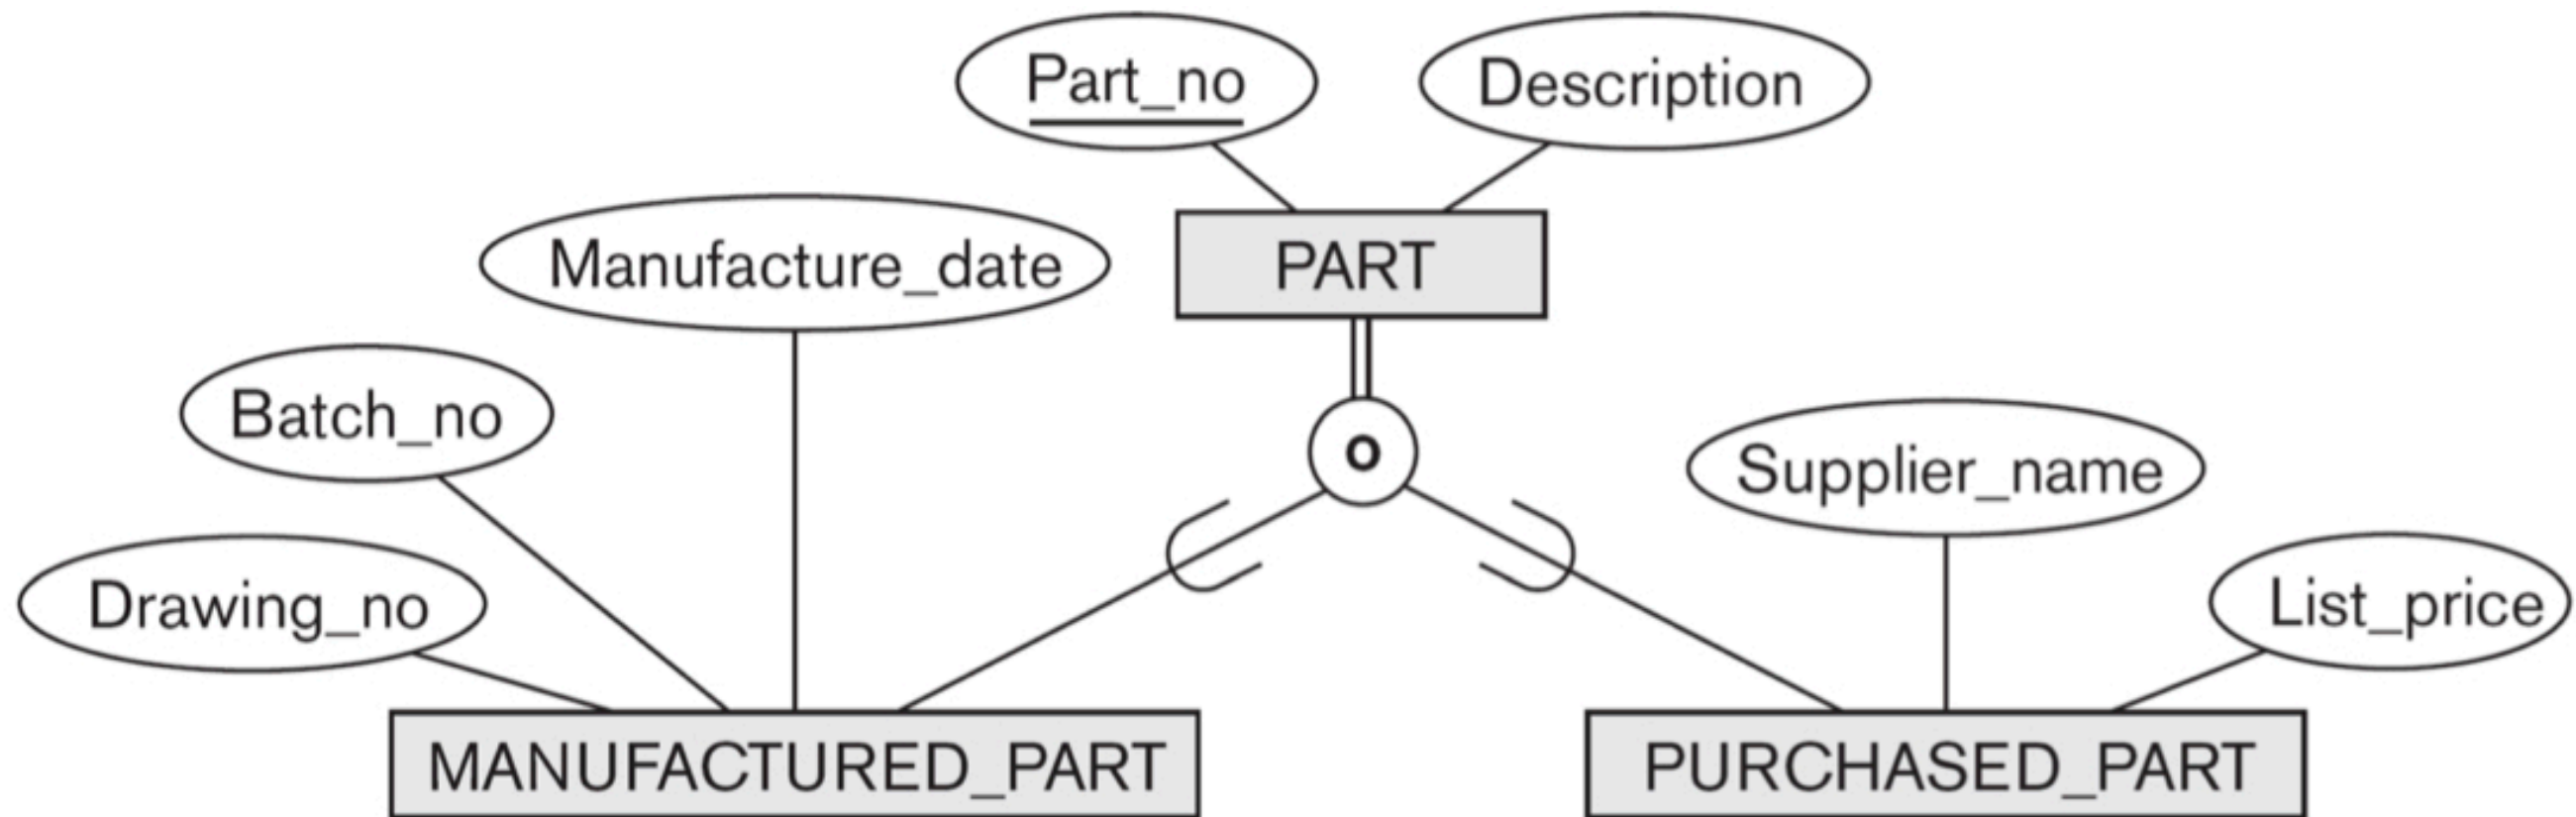 Part_no
Description
Manufacture_date
PART
Batch_no
o
Supplier_name
Drawing_no
List_price
MANUFACTURED_PART
PURCHASED_PART